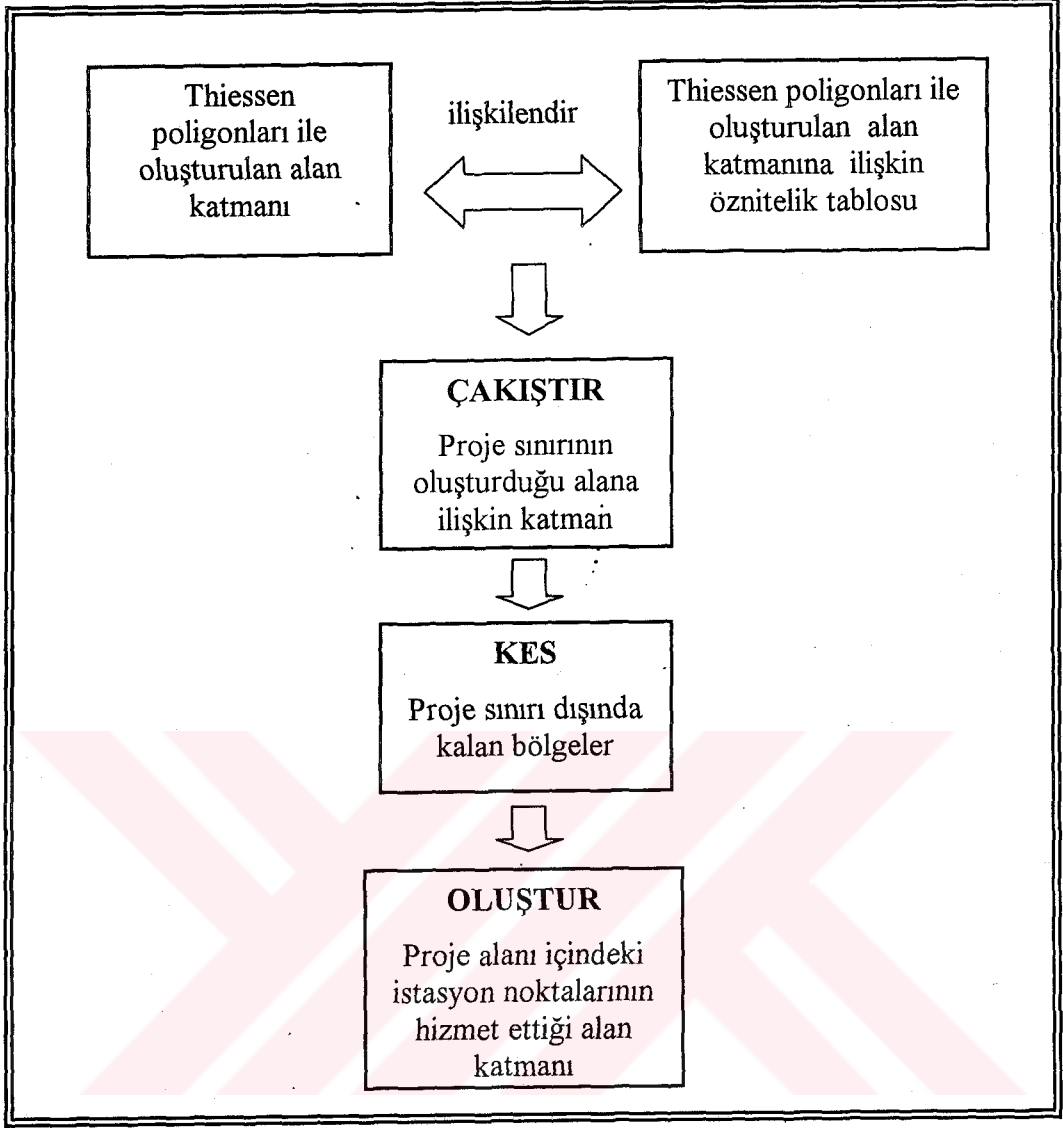 Thiessen
poligonları ile
oluşturulan alan
katmanı
ilişkilendir
Thiessen poligonları ile
oluşturulan alan
katmanına ilişkin
öznitelik tablosu
ÇAKIŞTIR
Proje sınırının
oluşturduğu alana
ilişkin katman
KES
Proje sınırı dışında
kalan bölgeler
OLUŞTUR
Proje alanı içindeki
istasyon noktalarının
hizmet ettiği alan
katmanı